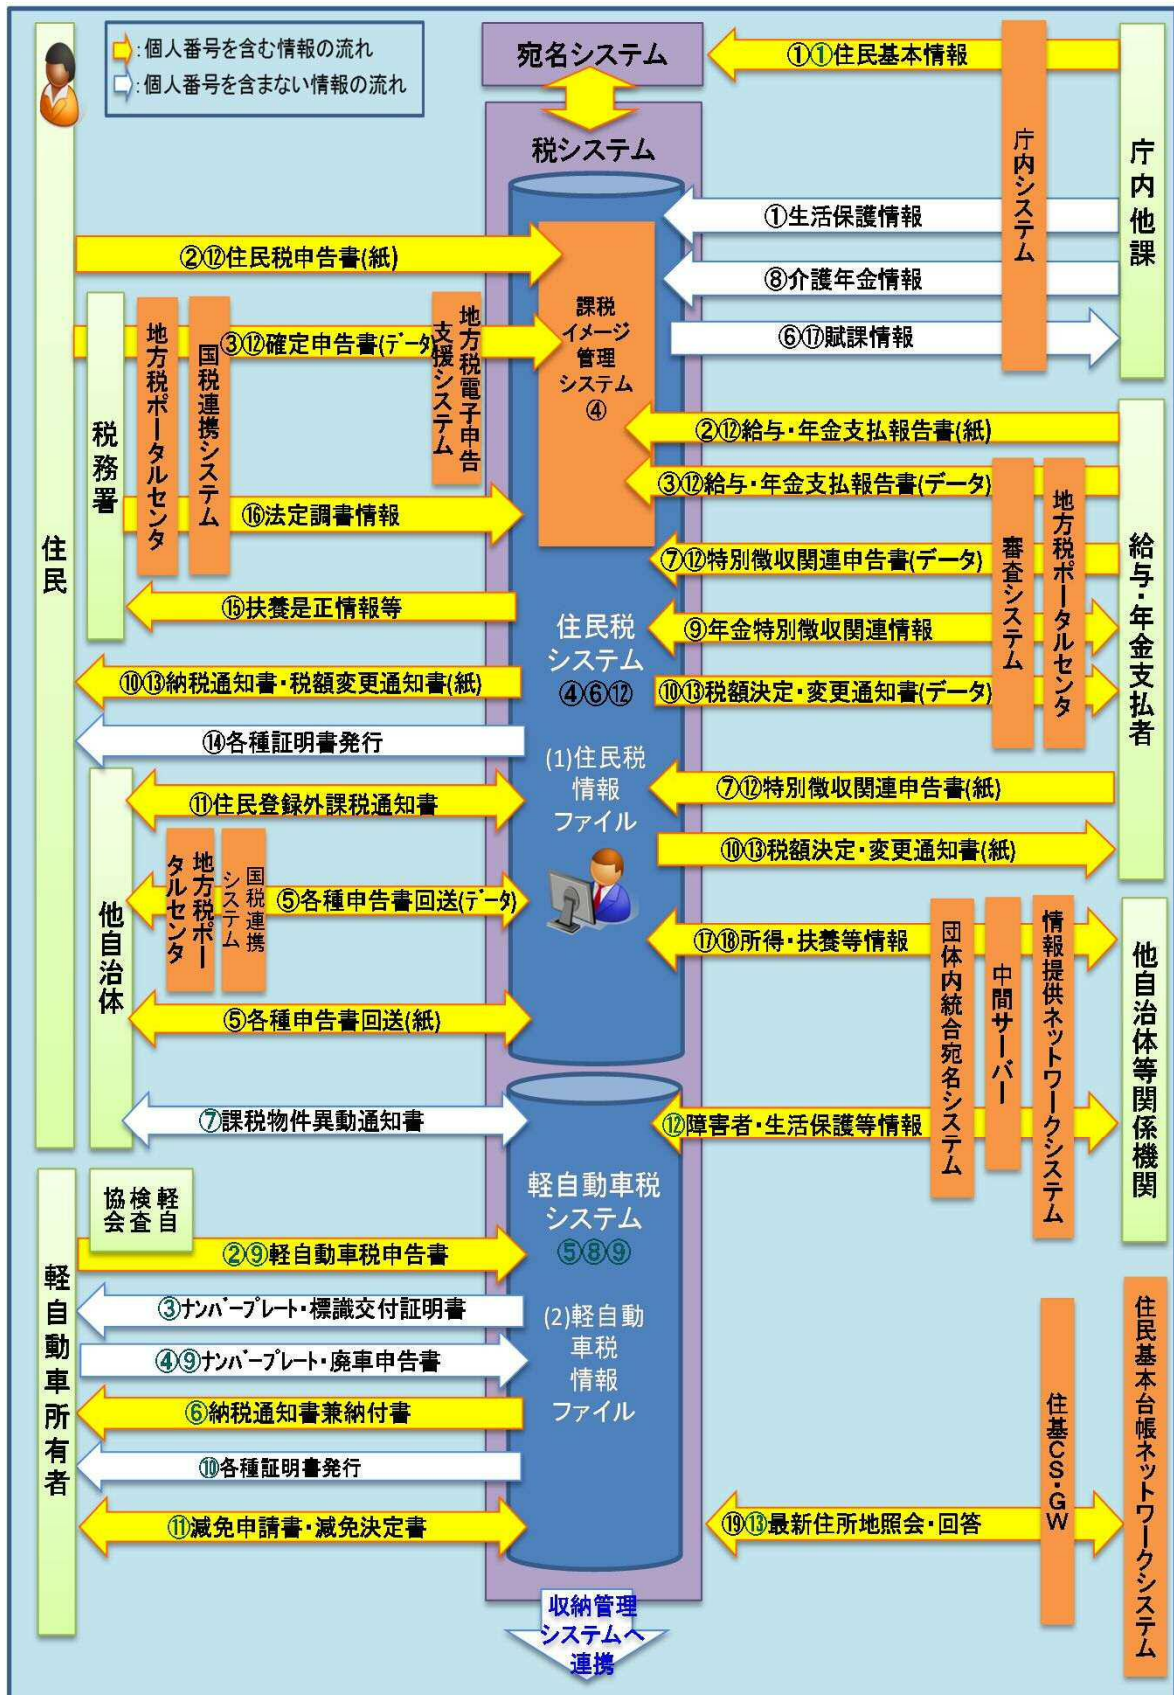 :個人番号を含む情報の流れ
:個人番号を含まない情報の流れ
宛名システム
①①住民基本情報
税システム
庁内システム
庁内他課
①生活保護情報
②⑫住民税申告書(紙)
⑧介護年金情報
課税
イメージ
管理
システム
④
③⑫確定申告書(データ)
地方税電子申告
支援システム
⑥⑰賦課情報
税務署
地方税ポータルセンタ
国税連携システム
②⑫給与・年金支払報告書(紙)
③⑫給与・年金支払報告書(データ)
⑯法定調書情報
住民
審査システム
地方税ポータルセンタ
給与・年金支払者
⑦⑫特別徴収関連申告書(データ)
⑮扶養是正情報等
住民税
システム
④⑥⑫
⑨年金特別徴収関連情報
⑩⑬納税通知書・税額変更通知書(紙)
⑩⑬税額決定・変更通知書(データ)
⑭各種証明書発行
(1)住民税
情報
ファイル
⑦⑫特別徴収関連申告書(紙)
⑪住民登録外課税通知書
⑩⑬税額決定・変更通知書(紙)
他自治体
地方税ポー
タルセンタ
国税連携
システム
⑤各種申告書回送(データ)
⑰⑱所得・扶養等情報
団体内統合宛名システム
中間サーバー
情報提供ネットワークシステム
他自治体等関係機関
⑤各種申告書回送(紙)
⑦課税物件異動通知書
⑫障害者・生活保護等情報
軽自動車税
システム
⑤⑧⑨
軽自
検査
協会
軽自動車所有者
②⑨軽自動車税申告書
③ナンバープレート・標識交付証明書
(2)軽自動
車税
情報
ファイル
④⑨ナンバープレート・廃車申告書
⑥納税通知書兼納付書
⑩各種証明書発行
⑪減免申請書・減免決定書
⑲⑬最新住所地照会・回答
住基CS・GW
住民基本台帳ネットワークシステム
収納管理
システムへ
連携